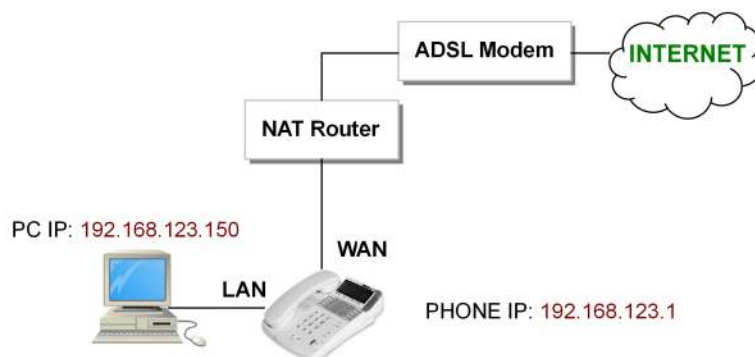 ADSL Modem
INTERNET
NAT Router
PC IP: 192.168.123.150
WAN
LAN
PHONE IP: 192.168.123.1